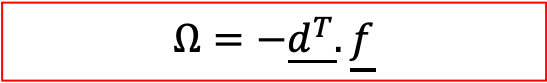 Ω = −d^T. f